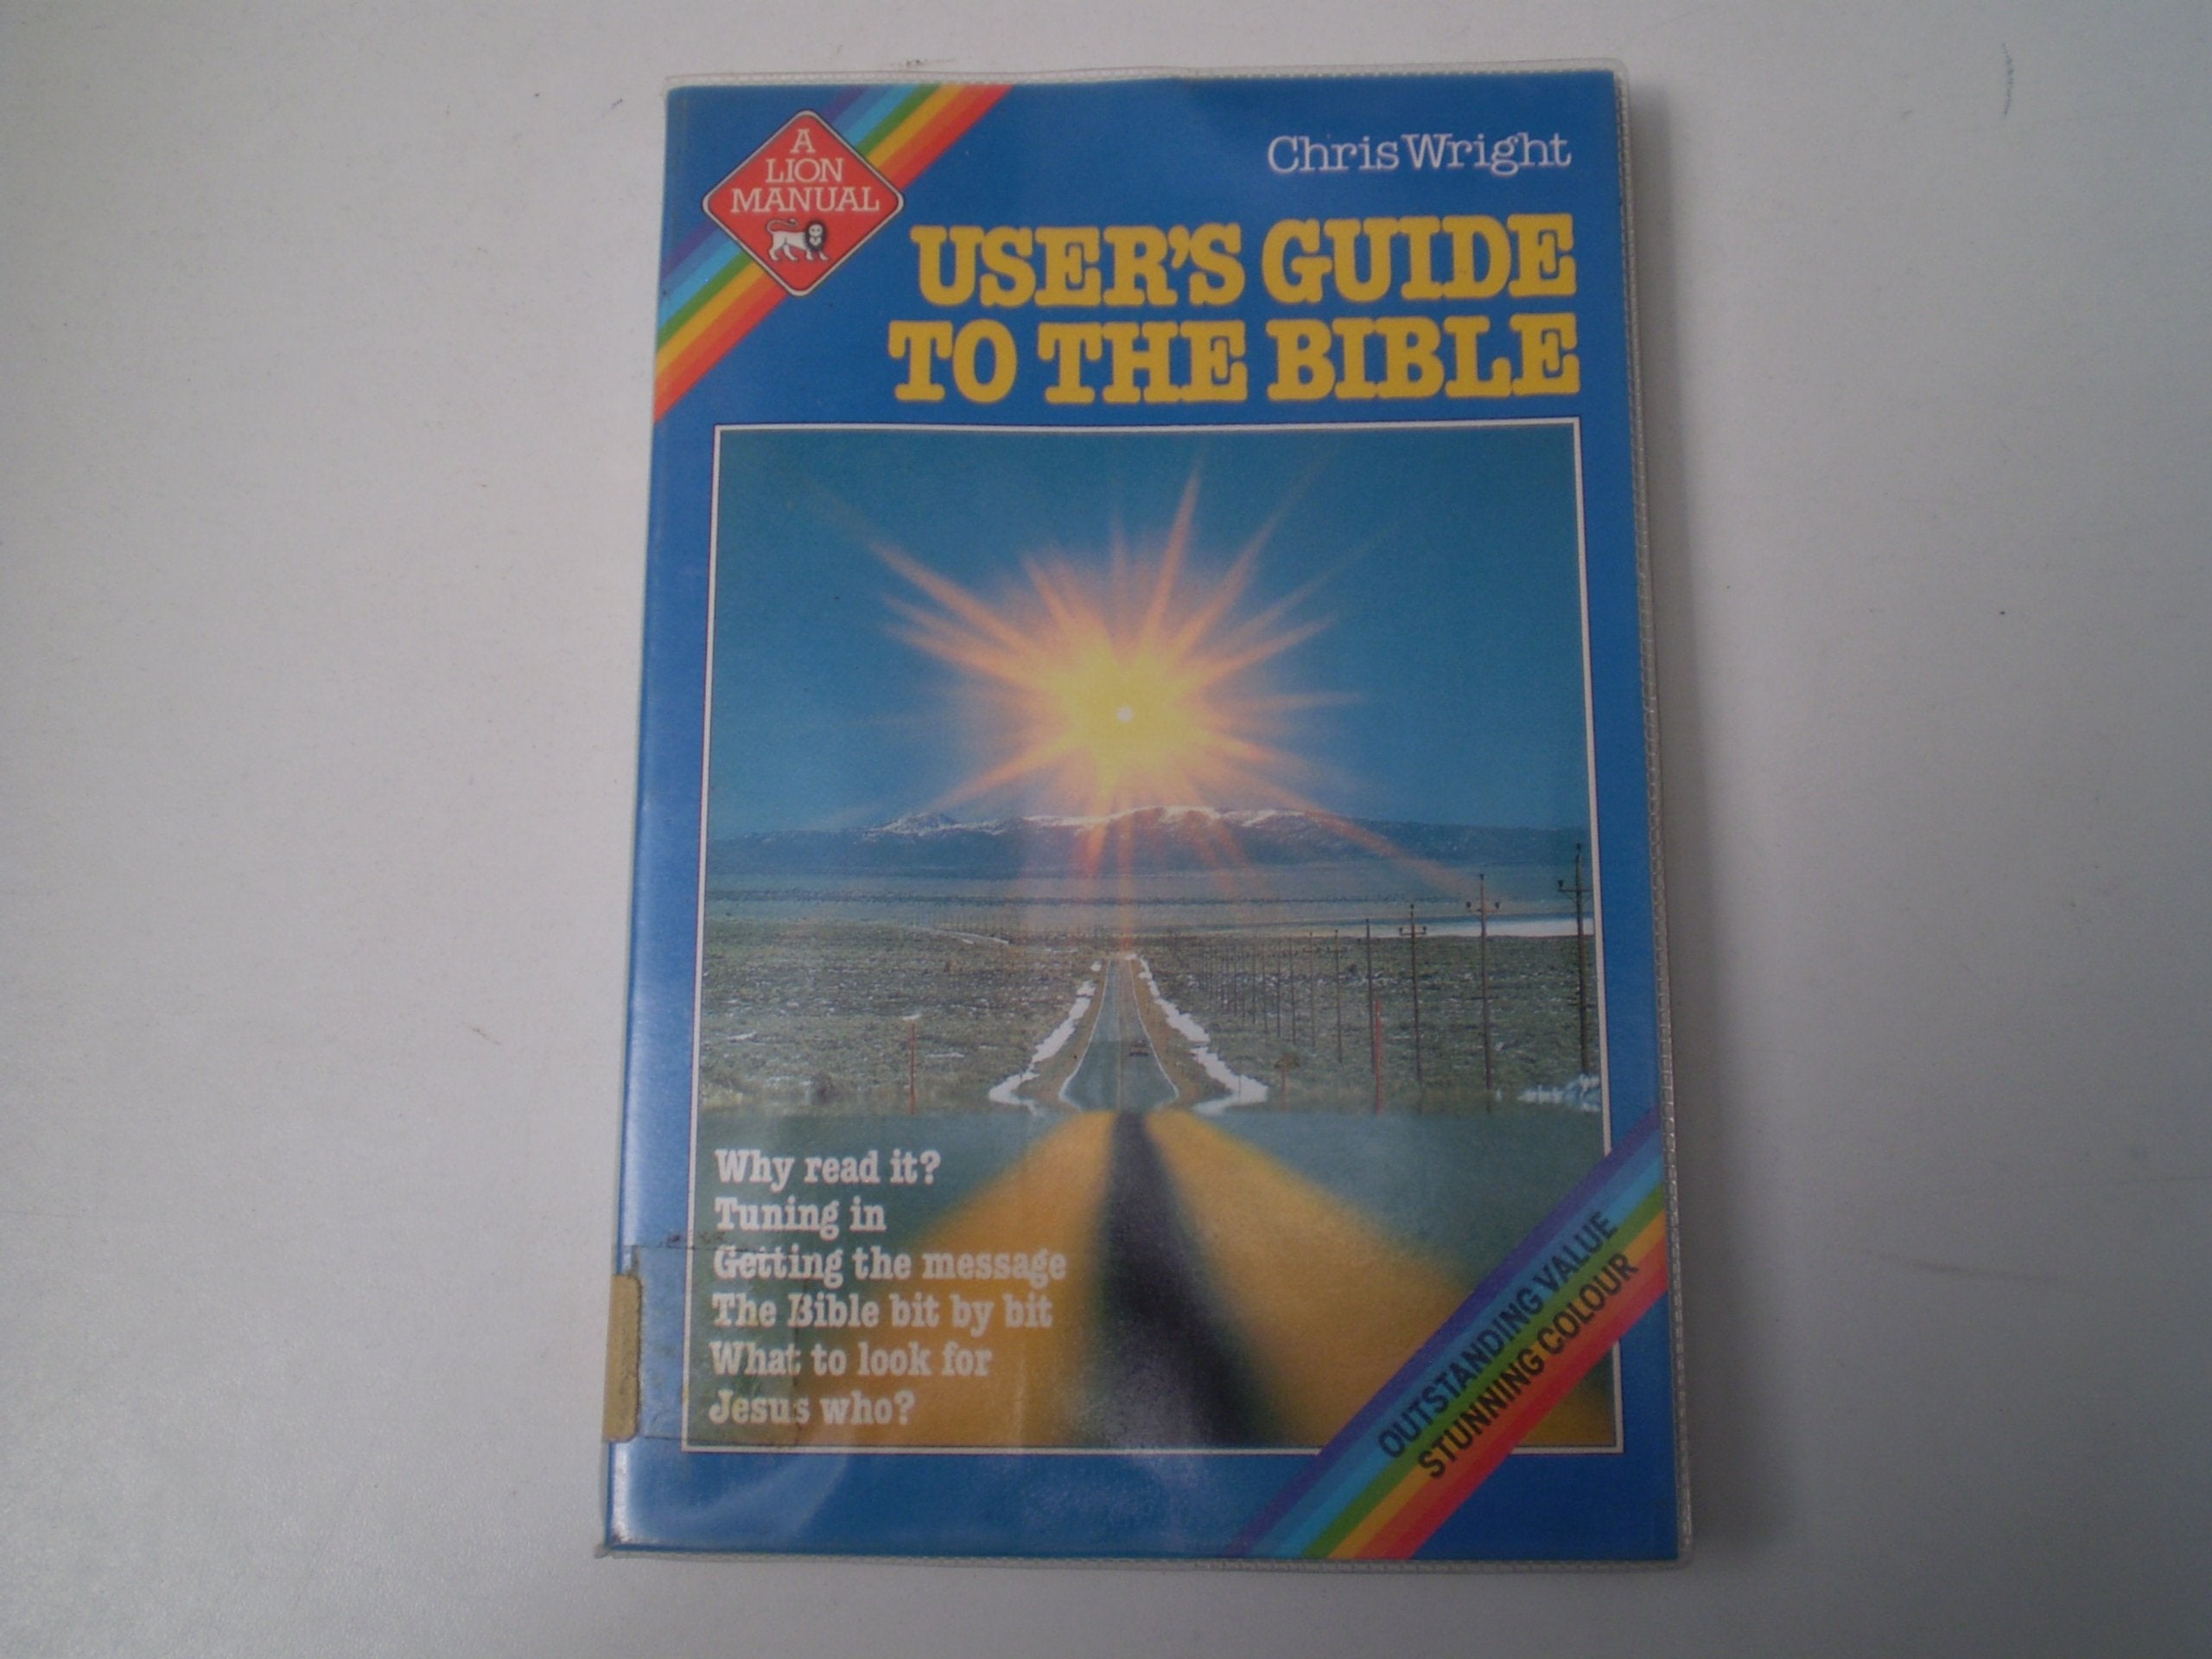 A
LION
MANUAL
Chris Wright
USER'S GUIDE
TO THE BIBLE
Why read it?
Tuning in
Getting the message
The Bible bit by bit
What to look for
Jesus who?
OUTSTANDING VALUE
STUNNING COLOUR